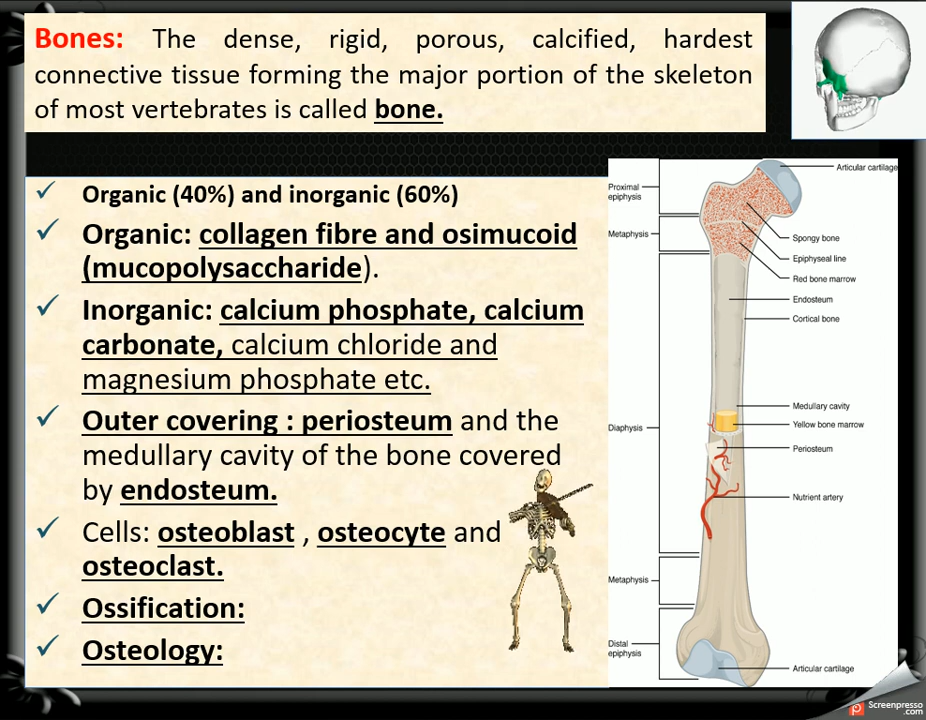 Bones: The dense, rigid, porous, calcified, hardest
connective tissue forming the major portion of the skeleton
of most vertebrates is called bone.
✓ Organic (40%) and inorganic (60%)
✓ Organic: collagen fibre and osimucoid
(mucopolysaccharide).
✓ Inorganic: calcium phosphate, calcium
carbonate, calcium chloride and
magnesium phosphate etc.
✓ Outer covering : periosteum and the
medullary cavity of the bone covered
by endosteum.
✓ Cells: osteoblast , osteocyte and
osteoclast.
✓ Ossification:
✓ Osteology:
Articular cartilage
Proximal
epiphysis
Metaphysis
Spongy bone
Epiphyseal line
Red bone marrow
Endosteum
Cortical bone
Medullary cavity
Yellow bone marrow
Diaphysis
Periosteum
Nutrient artery
Metaphysis
Distal
epiphysis
Articular cartilage
Screenpresso
.com